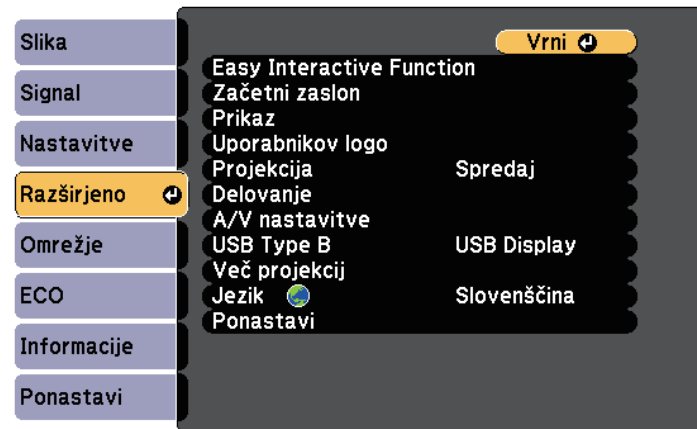 Slika
Signal
Nastavitve
Razširjeno
Omrežje
ECO
Informacije
Ponastavi
Vrni
Easy Interactive Function
Začetni zaslon
Prikaz
Uporabnikov logo
Projekcija Spredaj
Delovanje
A/V nastavitve
USB Type B USB Display
Več projekcij
Jezik Slovenščina
Ponastavi